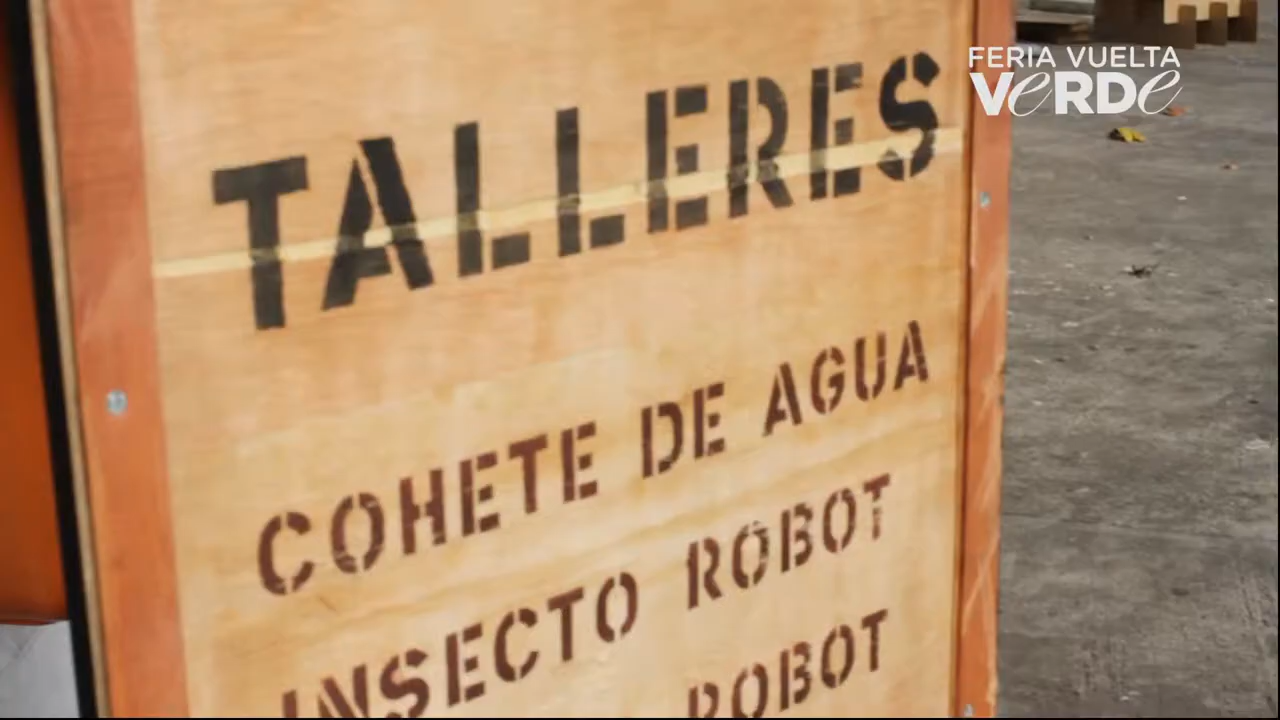 FERIA VUELTA
VeRDe
TALLERES
COHETE DE AGUA
INSECTO ROBOT
ROBOT